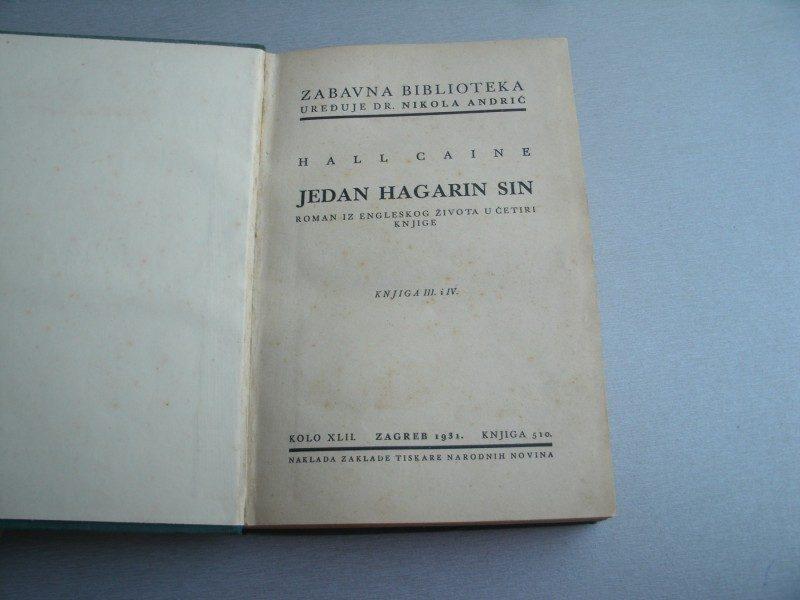 ZABAVNA BIBLIOTEKA
UREĐUJE DR. NIKOLA ANDRIĆ
HALL CAINE
JEDAN HAGARIN SIN
ROMAN IZ ENGLESKOG ŽIVOTA U ČETIRI
KNJIGE
KNJIGA III. i IV.
KOLO XLII. ZAGREB 1931. KNJIGA 510.
NAKLADA ZAKLADE TISKARE NARODNIH NOVINA